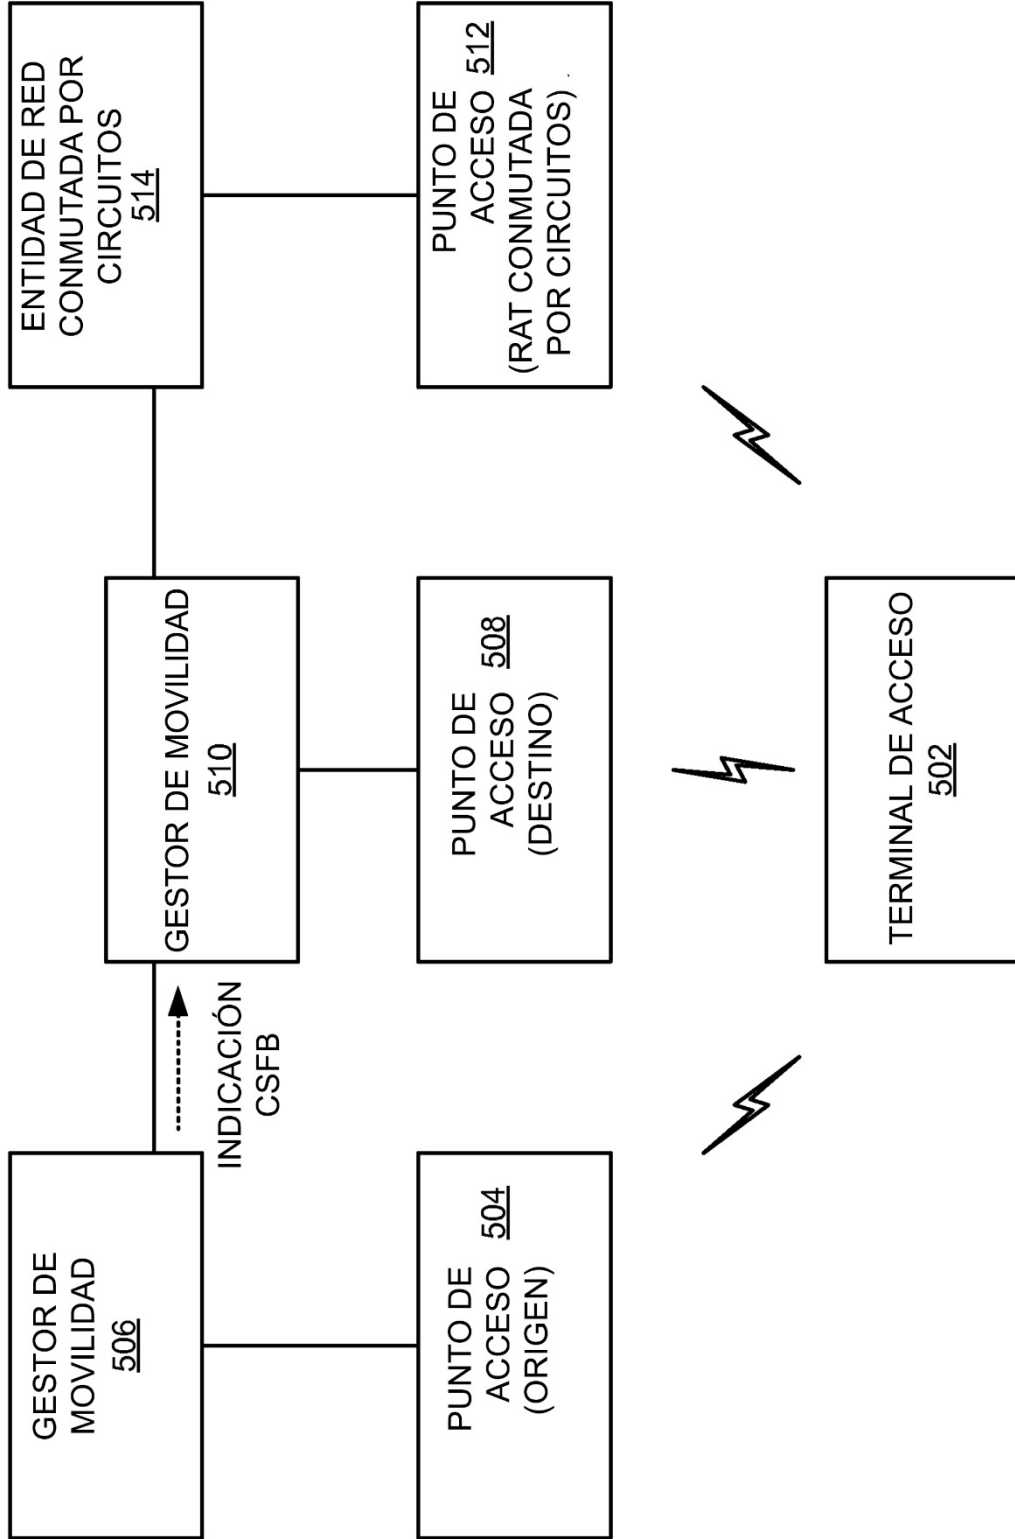 GESTOR DE
MOVILIDAD
506
INDICACIÓN
CSFB
GESTOR DE MOVILIDAD
510
ENTIDAD DE RED
CONMUTADA POR
CIRCUITOS
514
PUNTO DE
ACCESO 504
(ORIGEN)
PUNTO DE
ACCESO 508
(DESTINO)
PUNTO DE
ACCESO 512
(RAT CONMUTADA
POR CIRCUITOS)
TERMINAL DE ACCESO
502